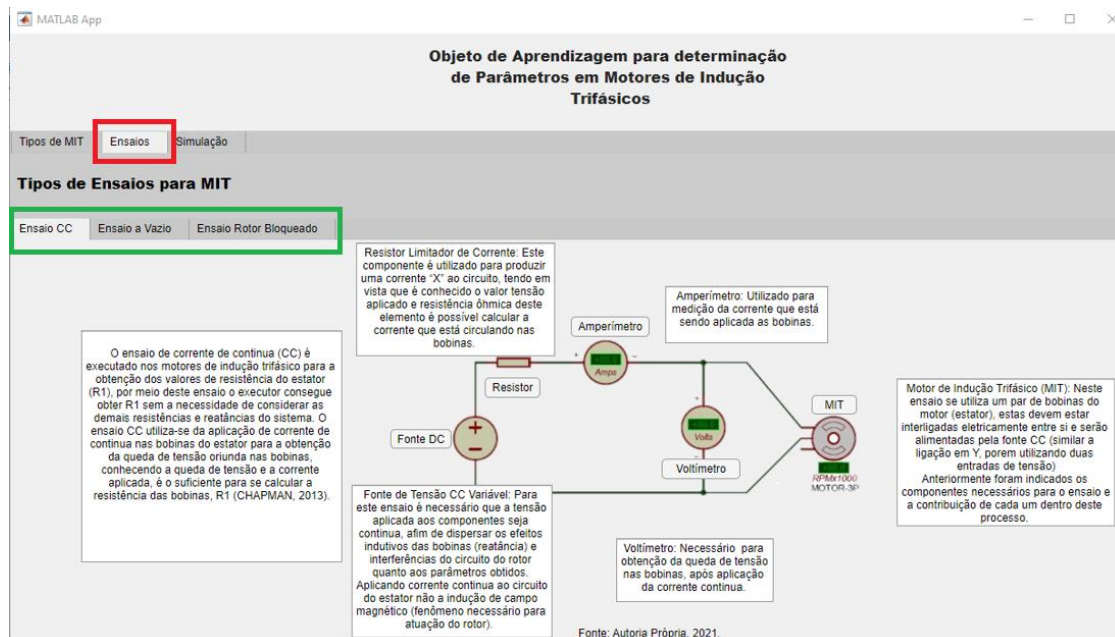 MATLAB App
Objeto de Aprendizagem para determinação
de Parâmetros em Motores de Indução
Trifásicos
Tipos de MIT
Ensaios
Simulação
Tipos de Ensaios para MIT
Ensaio CC
Ensaio a Vazio
Ensaio Rotor Bloqueado
O ensaio de corrente de continua (CC) é
executado nos motores de indução trifásico para a
obtenção dos valores de resistência do estator
(R1), por meio deste ensaio o executor consegue
obter R1 sem a necessidade de considerar as
demais resistências e reatâncias do sistema. O
ensaio CC utiliza-se da aplicação de corrente de
continua nas bobinas do estator para a obtenção
da queda de tensão oriunda nas bobinas,
conhecendo a queda de tensão e a corrente
aplicada, é o suficiente para se calcular a
resistência das bobinas, R1 (CHAPMAN, 2013).
Resistor Limitador de Corrente: Este
componente é utilizado para produzir
uma corrente "X" ao circuito, tendo em
vista que é conhecido o valor tensão
aplicado e resistência ôhmica deste
elemento é possível calcular a
corrente que está circulando nas
bobinas.
Amperímetro
Amperímetro: Utilizado para
medição da corrente que está
sendo aplicada as bobinas.
+
−
Amps
Resistor
Fonte DC
+
−
+
Volts
−
Voltímetro
MIT
RPMx1000
MOTOR-3P
Fonte de Tensão CC Variável: Para
este ensaio é necessário que a tensão
aplicada aos componentes seja
continua, afim de dispersar os efeitos
indutivos das bobinas (reatância) e
interferências do circuito do rotor
quanto aos parâmetros obtidos.
Aplicando corrente continua ao circuito
do estator não a indução de campo
magnético (fenômeno necessário para
atuação do rotor).
Voltímetro: Necessário para
obtenção da queda de tensão
nas bobinas, após aplicação
da corrente continua.
Motor de Indução Trifásico (MIT): Neste
ensaio se utiliza um par de bobinas do
motor (estator), estas devem estar
interligadas eletricamente entre si e serão
alimentadas pela fonte CC (similar a
ligação em Y, porem utilizando duas
entradas de tensão)
Anteriormente foram indicados os
componentes necessários para o ensaio e
a contribuição de cada um dentro deste
processo.
Fonte: Autoria Própria, 2021.